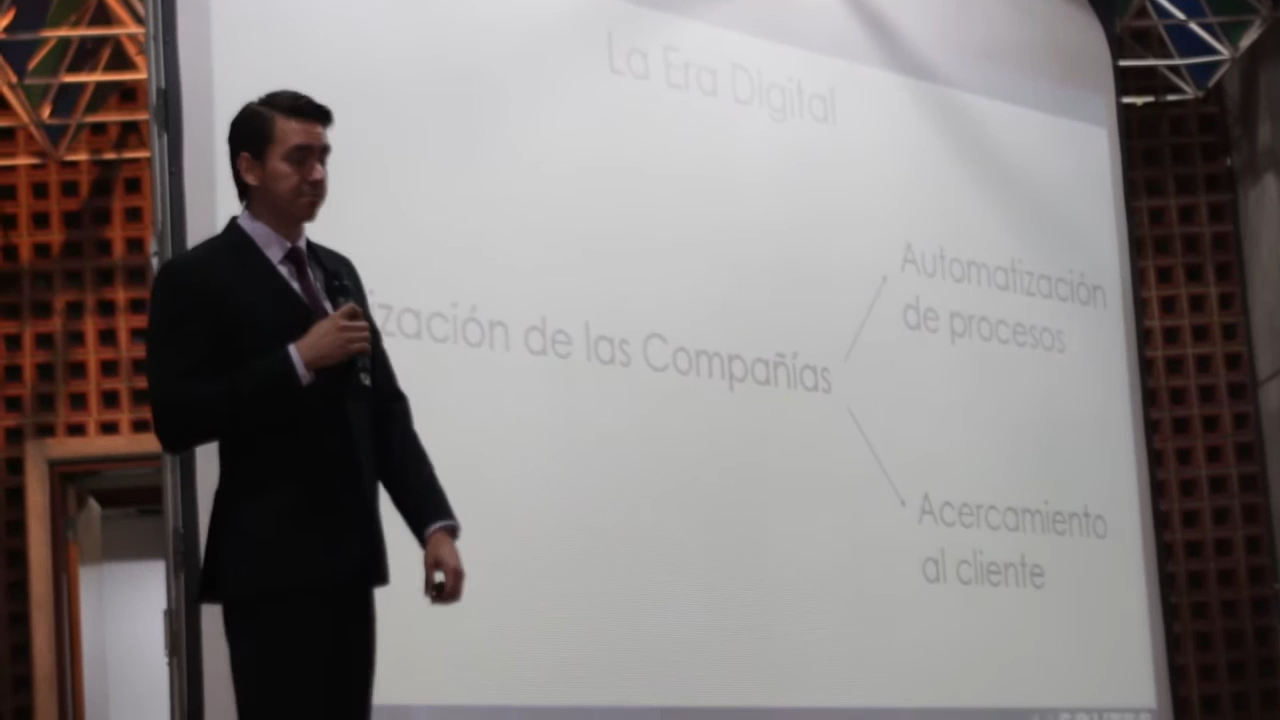 La Era Digital
ización de las Compañías
Automatización
de procesos
Acercamiento
al cliente